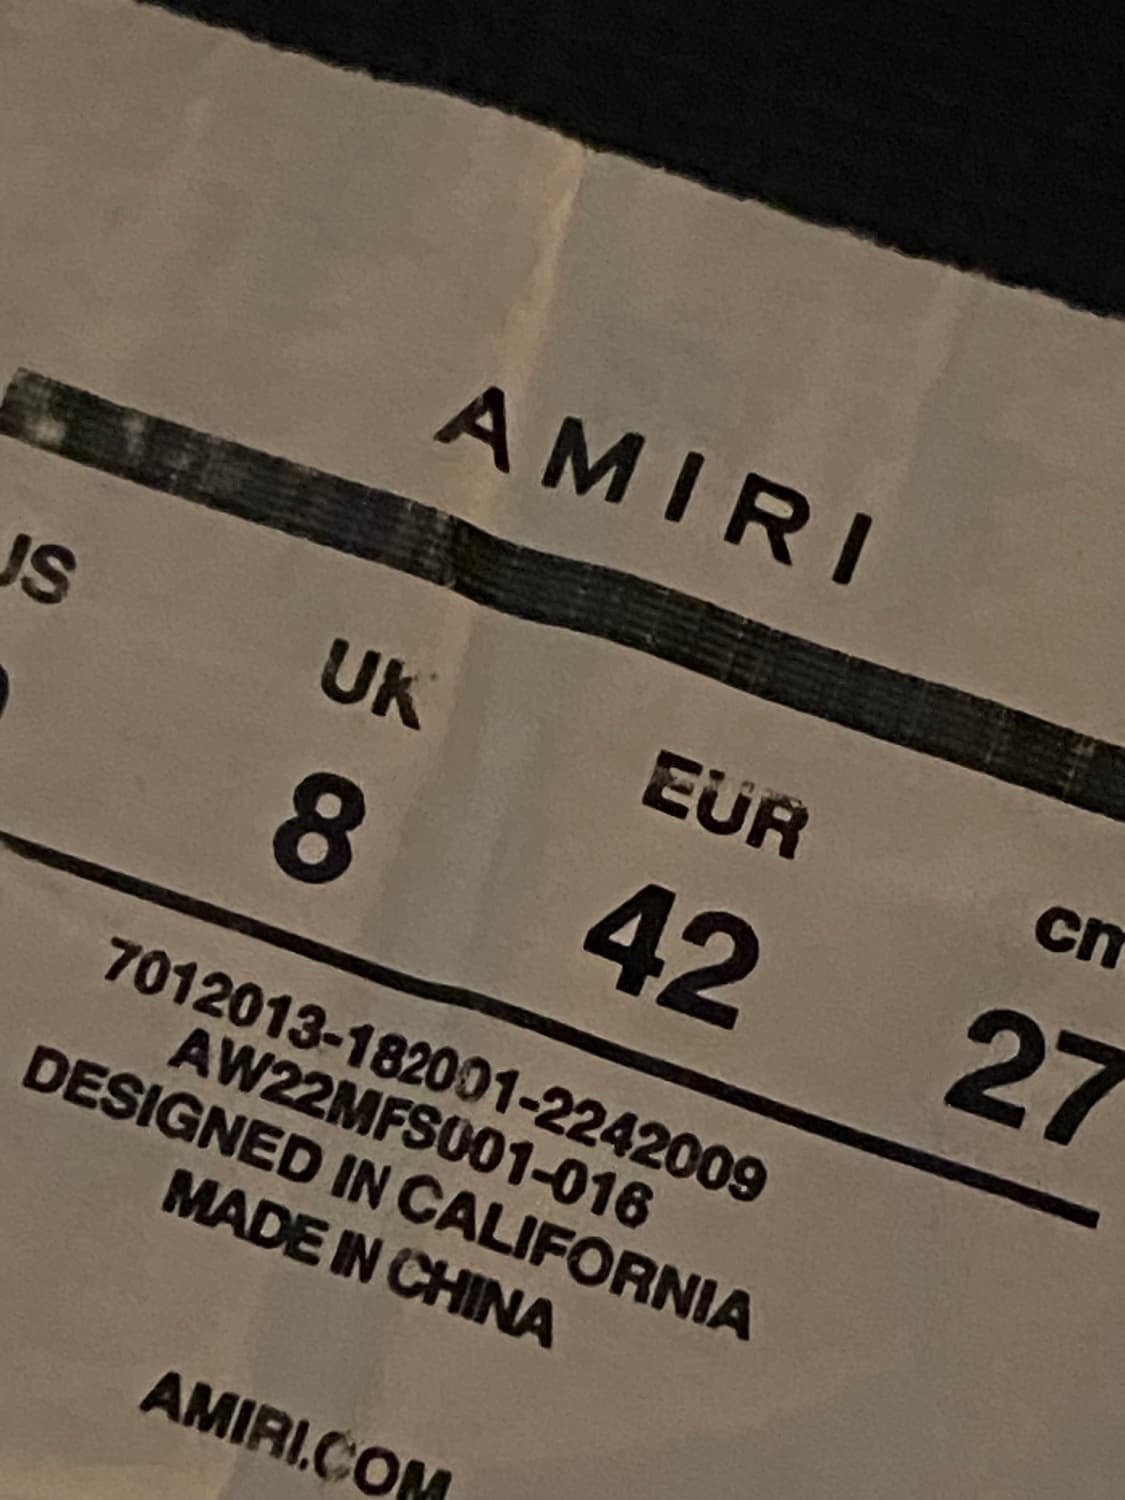 AMIRI
US UK EUR cm
8 42 27
7012013-182001-2242009
AW22MFS001-016
DESIGNED IN CALIFORNIA
MADE IN CHINA
AMIRI.COM